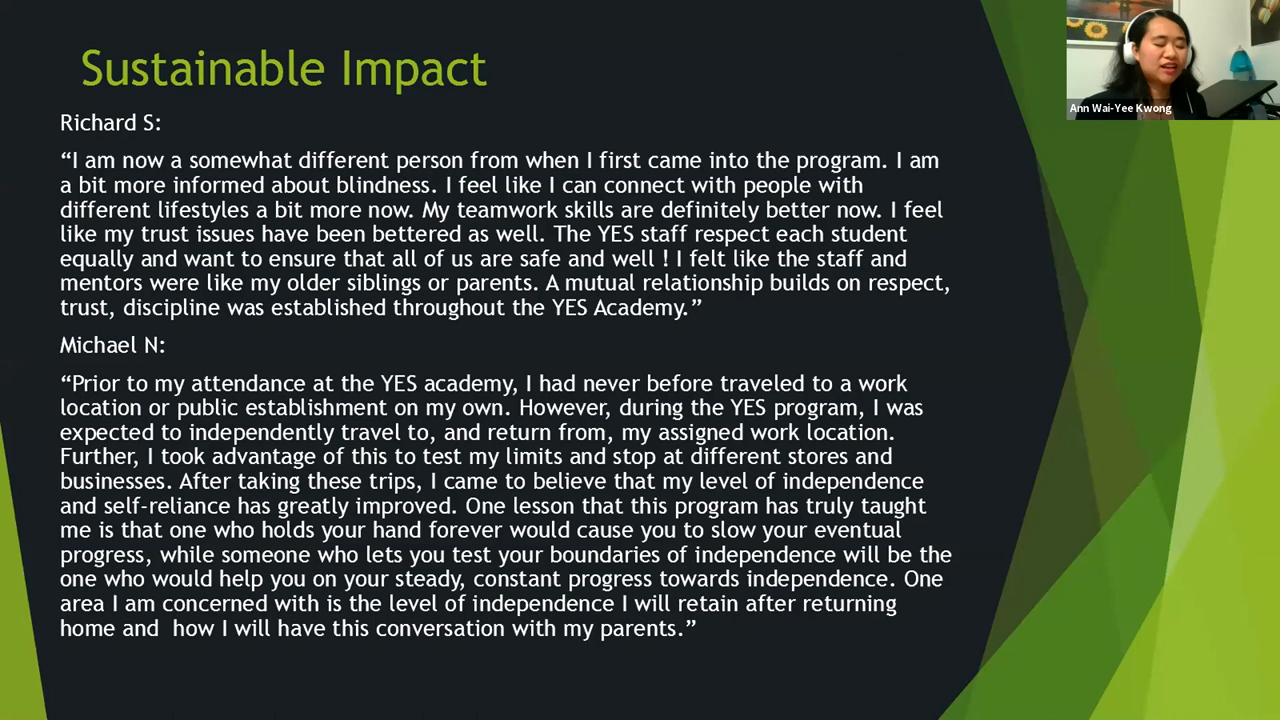 Sustainable Impact
Ann Wai-Yee Kwong
Richard S:
“I am now a somewhat different person from when I first came into the program. I am
a bit more informed about blindness. I feel like I can connect with people with
different lifestyles a bit more now. My teamwork skills are definitely better now. I feel
like my trust issues have been bettered as well. The YES staff respect each student
equally and want to ensure that all of us are safe and well ! I felt like the staff and
mentors were like my older siblings or parents. A mutual relationship builds on respect,
trust, discipline was established throughout the YES Academy.”
Michael N:
“Prior to my attendance at the YES academy, I had never before traveled to a work
location or public establishment on my own. However, during the YES program, I was
expected to independently travel to, and return from, my assigned work location.
Further, I took advantage of this to test my limits and stop at different stores and
businesses. After taking these trips, I came to believe that my level of independence
and self-reliance has greatly improved. One lesson that this program has truly taught
me is that one who holds your hand forever would cause you to slow your eventual
progress, while someone who lets you test your boundaries of independence will be the
one who would help you on your steady, constant progress towards independence. One
area I am concerned with is the level of independence I will retain after returning
home and  how I will have this conversation with my parents.”